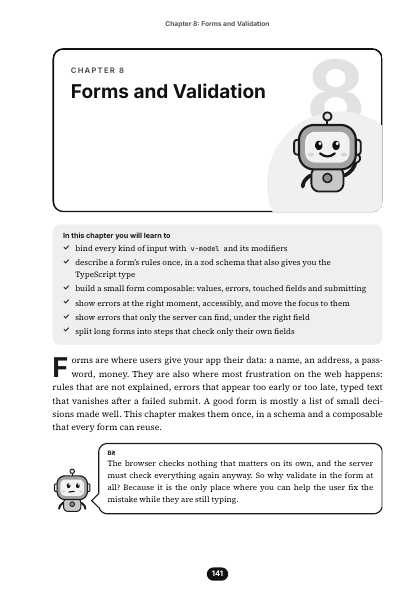 Chapter 8: Forms and Validation
8
CHAPTER 8
Forms and Validation
In this chapter you will learn to
✓ bind every kind of input with v-model and its modifiers
✓ describe a form's rules once, in a zod schema that also gives you the
TypeScript type
✓ build a small form composable: values, errors, touched fields and submitting
✓ show errors at the right moment, accessibly, and move the focus to them
✓ show errors that only the server can find, under the right field
✓ split long forms into steps that check only their own fields
Forms are where users give your app their data: a name, an address, a pass-
word, money. They are also where most frustration on the web happens:
rules that are not explained, errors that appear too early or too late, typed text
that vanishes after a failed submit. A good form is mostly a list of small deci-
sions made well. This chapter makes them once, in a schema and a composable
that every form can reuse.
Bit
The browser checks nothing that matters on its own, and the server
must check everything again anyway. So why validate in the form at
all? Because it is the only place where you can help the user fix the
mistake while they are still typing.
141